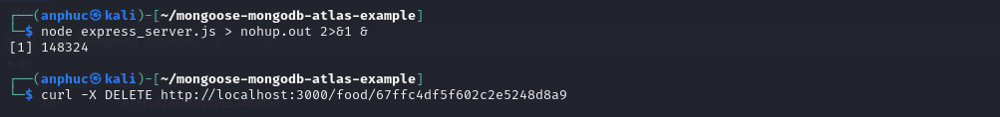 ┌──(anphuc㉿kali)-[~/mongoose-mongodb-atlas-example]
└─$ node express_server.js > nohup.out 2>&1 &
[1] 148324
┌──(anphuc㉿kali)-[~/mongoose-mongodb-atlas-example]
└─$ curl -X DELETE http://localhost:3000/food/67ffc4df5f602c2e5248d8a9